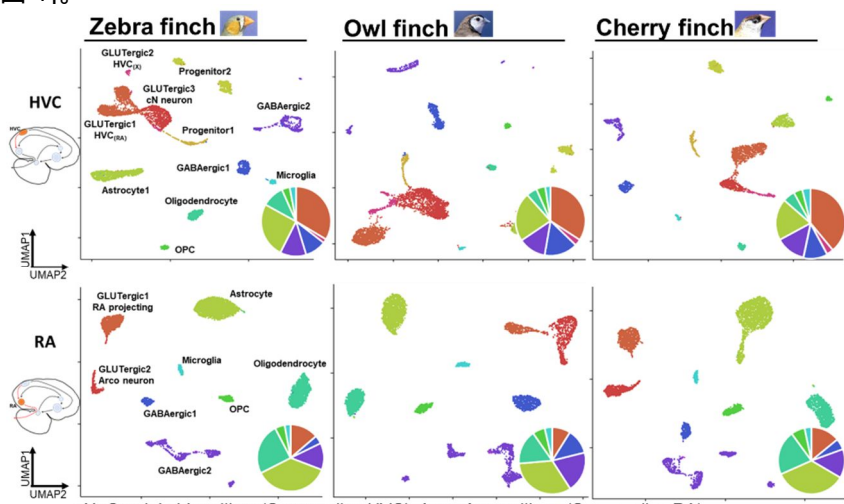 Zebra finch
Owl finch
Cherry finch
HVC
GLUTergic2
HVC(X)
Progenitor2
GLUTergic3
cN neuron
GABAergic2
GLUTergic1
HVC(RA)
Progenitor1
GABAergic1
Microglia
Astrocyte1
Oligodendrocyte
OPC
HVC
UMAP1
UMAP2
RA
GLUTergic1
RA projecting
Astrocyte
GLUTergic2
Arco neuron
Microglia
Oligodendrocyte
GABAergic1
OPC
GABAergic2
RA
UMAP1
UMAP2